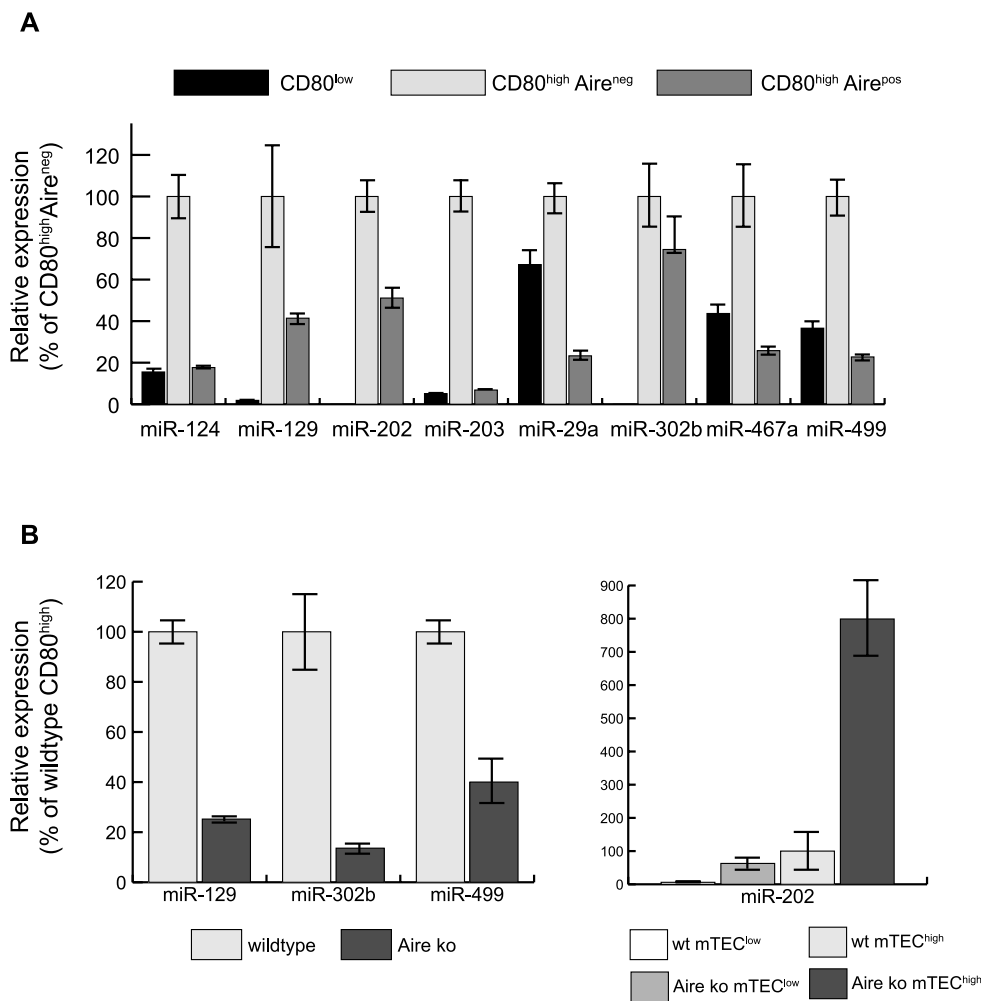 A
CD80low CD80high Aireneg CD80high Airepos
Relative expression
(% of CD80highAireneg)
120
100
80
60
40
20
0
miR-124 miR-129 miR-202 miR-203 miR-29a miR-302b miR-467a miR-499
B
Relative expression
(% of wildtype CD80high)
120
100
80
60
40
20
0
miR-129 miR-302b miR-499
wildtype Aire ko
900
800
700
600
500
400
300
200
100
0
miR-202
wt mTEClow wt mTEChigh
Aire ko mTEClow Aire ko mTEChigh